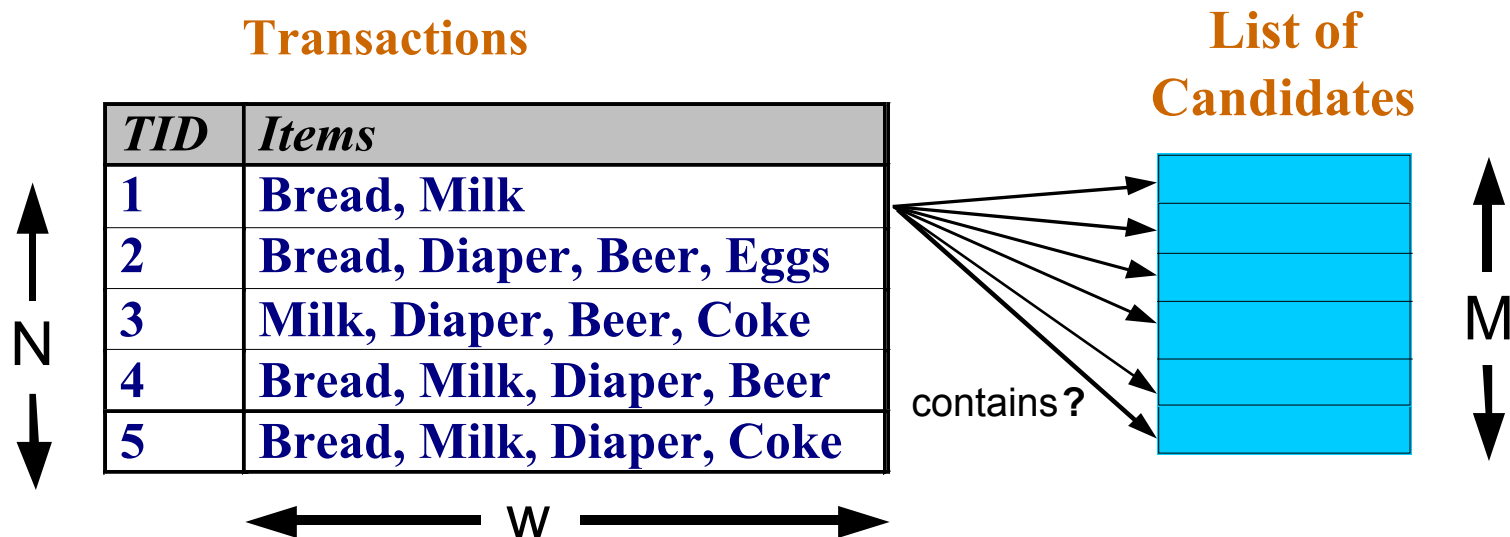 Transactions
List of
Candidates
TID Items
1 Bread, Milk
2 Bread, Diaper, Beer, Eggs
3 Milk, Diaper, Beer, Coke
4 Bread, Milk, Diaper, Beer
5 Bread, Milk, Diaper, Coke
N
contains?
M
w